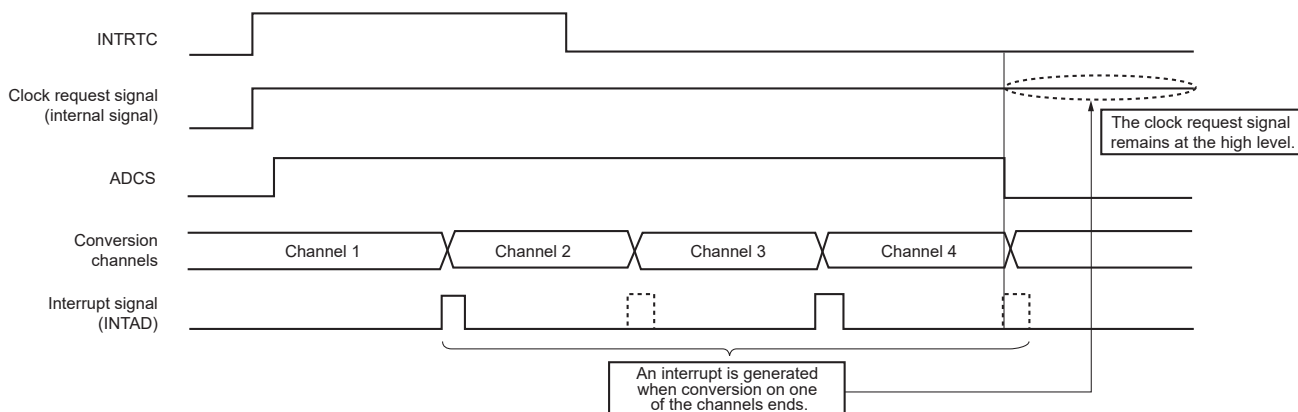 INTRTC
Clock request signal
(internal signal)
The clock request signal
remains at the high level.
ADCS
Conversion
channels
Channel 1
Channel 2
Channel 3
Channel 4
Interrupt signal
(INTAD)
An interrupt is generated
when conversion on one
of the channels ends.